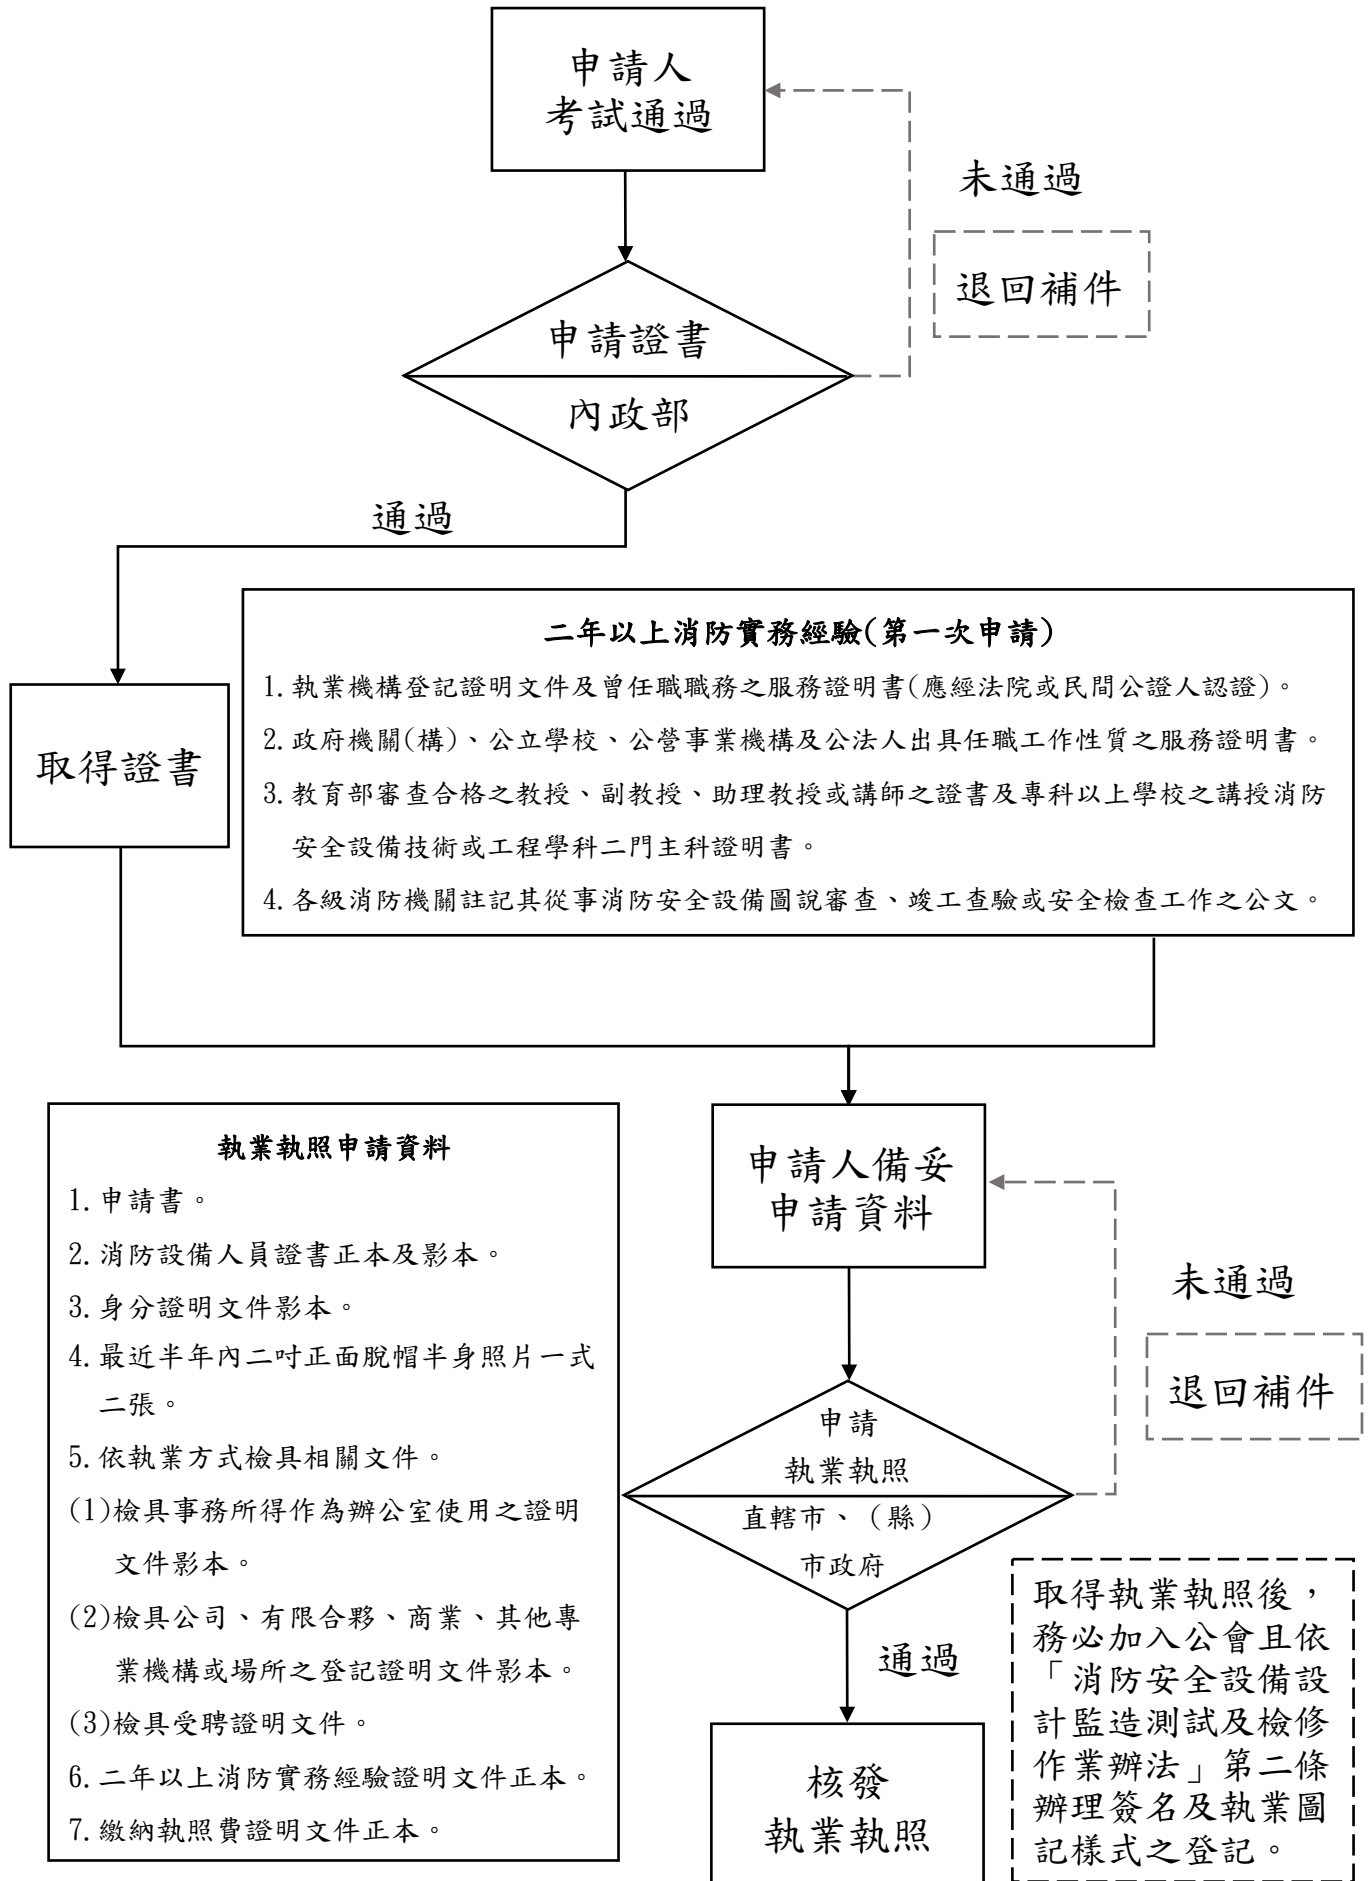 申請人
考試通過
未通過
退回補件
申請證書
內政部
通過
二年以上消防實務經驗(第一次申請)
1.執業機構登記證明文件及曾任職職務之服務證明書(應經法院或民間公證人認證)。
2.政府機關(構)、公立學校、公營事業機構及公法人出具任職工作性質之服務證明書。
3.教育部審查合格之教授、副教授、助理教授或講師之證書及專科以上學校之講授消防
安全設備技術或工程學科二門主科證明書。
4.各級消防機關註記其從事消防安全設備圖說審查、竣工查驗或安全檢查工作之公文。
取得證書
執業執照申請資料
1.申請書。
2.消防設備人員證書正本及影本。
3.身分證明文件影本。
4.最近半年內二吋正面脫帽半身照片一式
二張。
5.依執業方式檢具相關文件。
(1)檢具事務所得作為辦公室使用之證明
文件影本。
(2)檢具公司、有限合夥、商業、其他專
業機構或場所之登記證明文件影本。
(3)檢具受聘證明文件。
6.二年以上消防實務經驗證明文件正本。
7.繳納執照費證明文件正本。
申請人備妥
申請資料
未通過
退回補件
申請
執業執照
直轄市、（縣）
市政府
通過
核發
執業執照
取得執業執照後，
務必加入公會且依
「消防安全設備設
計監造測試及檢修
作業辦法」第二條
辦理簽名及執業圖
記樣式之登記。